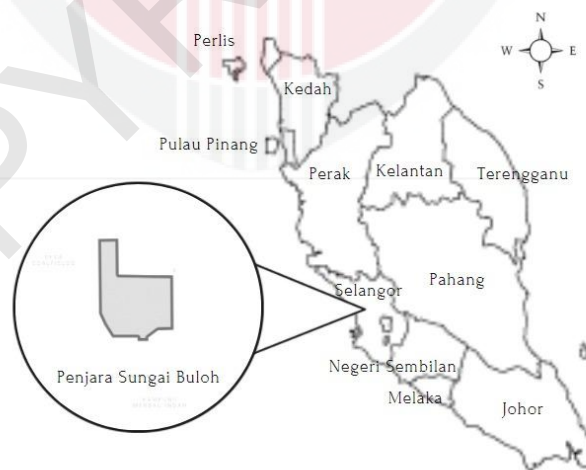 N
W E
S
Perlis
Kedah
Pulau Pinang
Perak
Kelantan
Terengganu
Pahang
Selangor
Negeri Sembilan
Melaka
Johor
Penjara Sungai Buloh